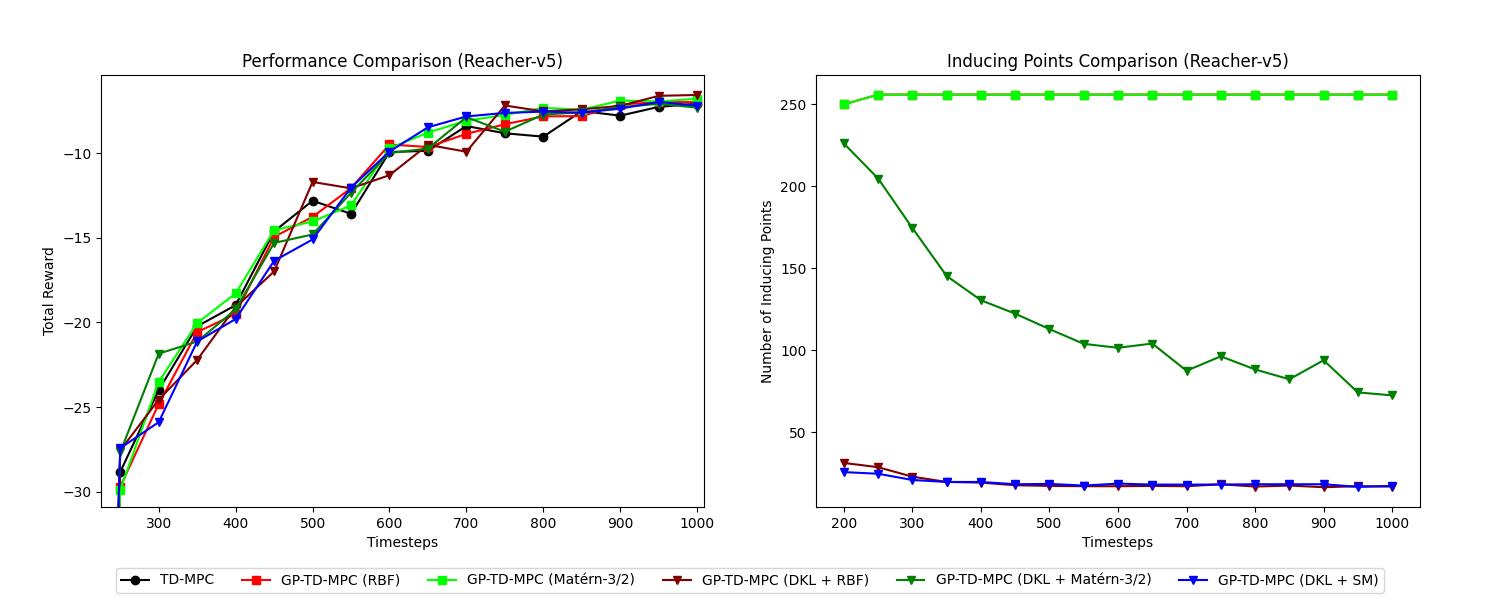 Performance Comparison (Reacher-v5)
Total Reward
−10
−15
−20
−25
−30
300 400 500 600 700 800 900 1000
Timesteps
Inducing Points Comparison (Reacher-v5)
Number of Inducing Points
250
200
150
100
50
200 300 400 500 600 700 800 900 1000
Timesteps
TD-MPC GP-TD-MPC (RBF) GP-TD-MPC (Matérn-3/2) GP-TD-MPC (DKL + RBF) GP-TD-MPC (DKL + Matérn-3/2) GP-TD-MPC (DKL + SM)